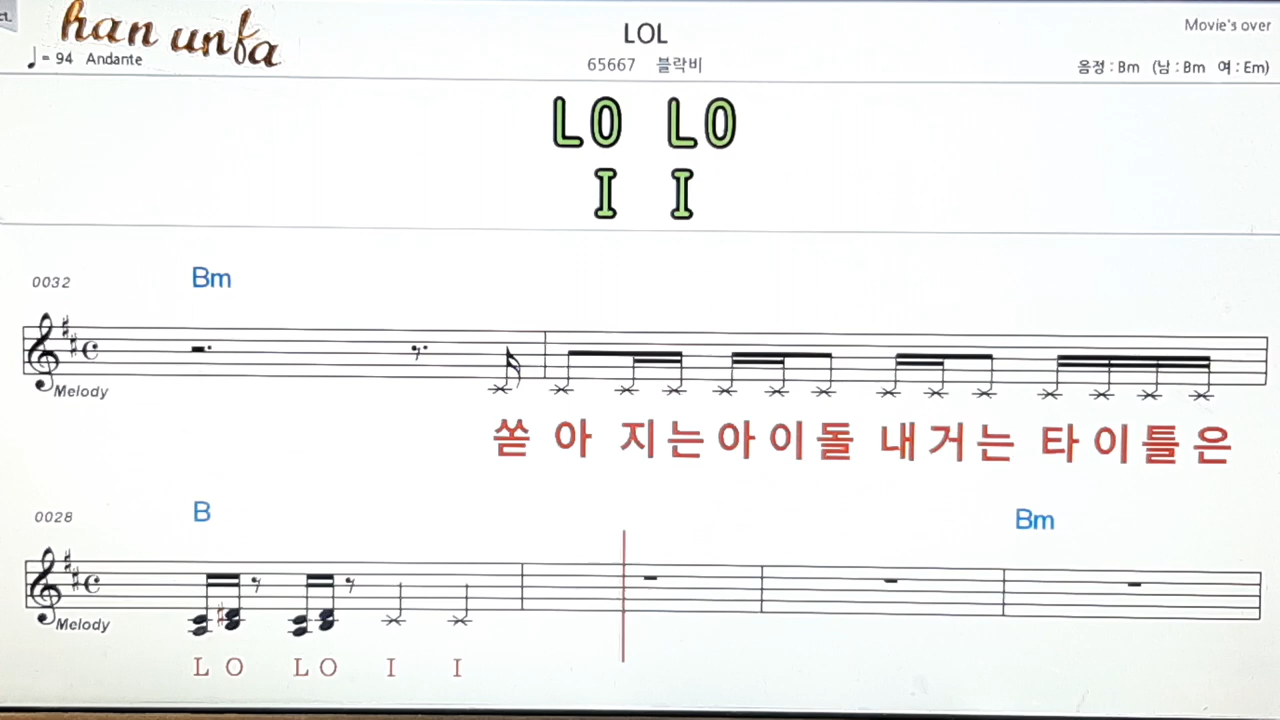 han unfa
LOL
Movie's over
♩= 94 Andante
65667 블락비
음정 : Bm (남 : Bm 여 : Em)
LO LO
I I
0032
Bm
Melody
쏟 아 지 는 아 이 돌 내 거 는 타 이 틀 은
0028
B
Bm
Melody
L O L O I I